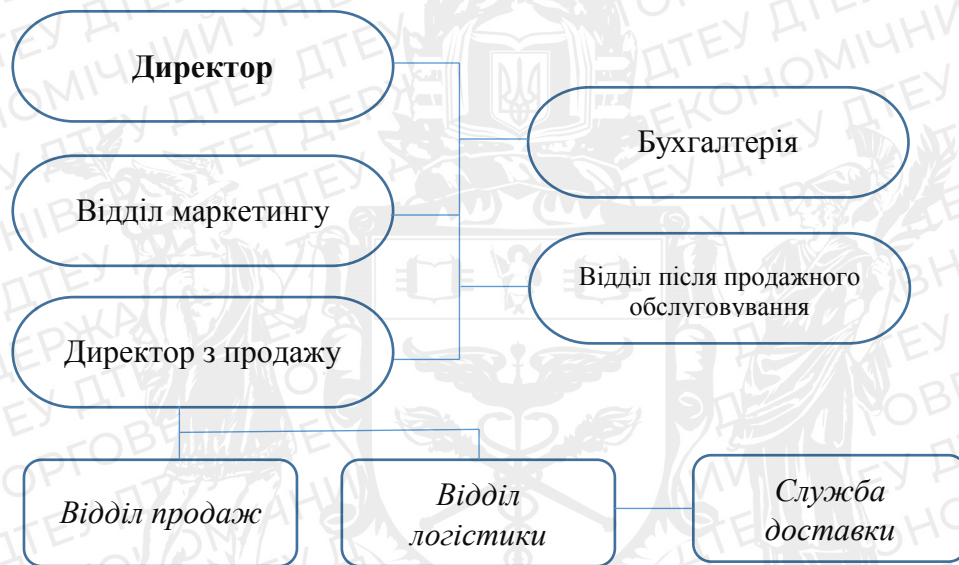 Директор
Бухгалтерія
Відділ маркетингу
Відділ після продажного
обслуговування
Директор з продажу
Відділ продаж
Відділ
логістики
Служба
доставки